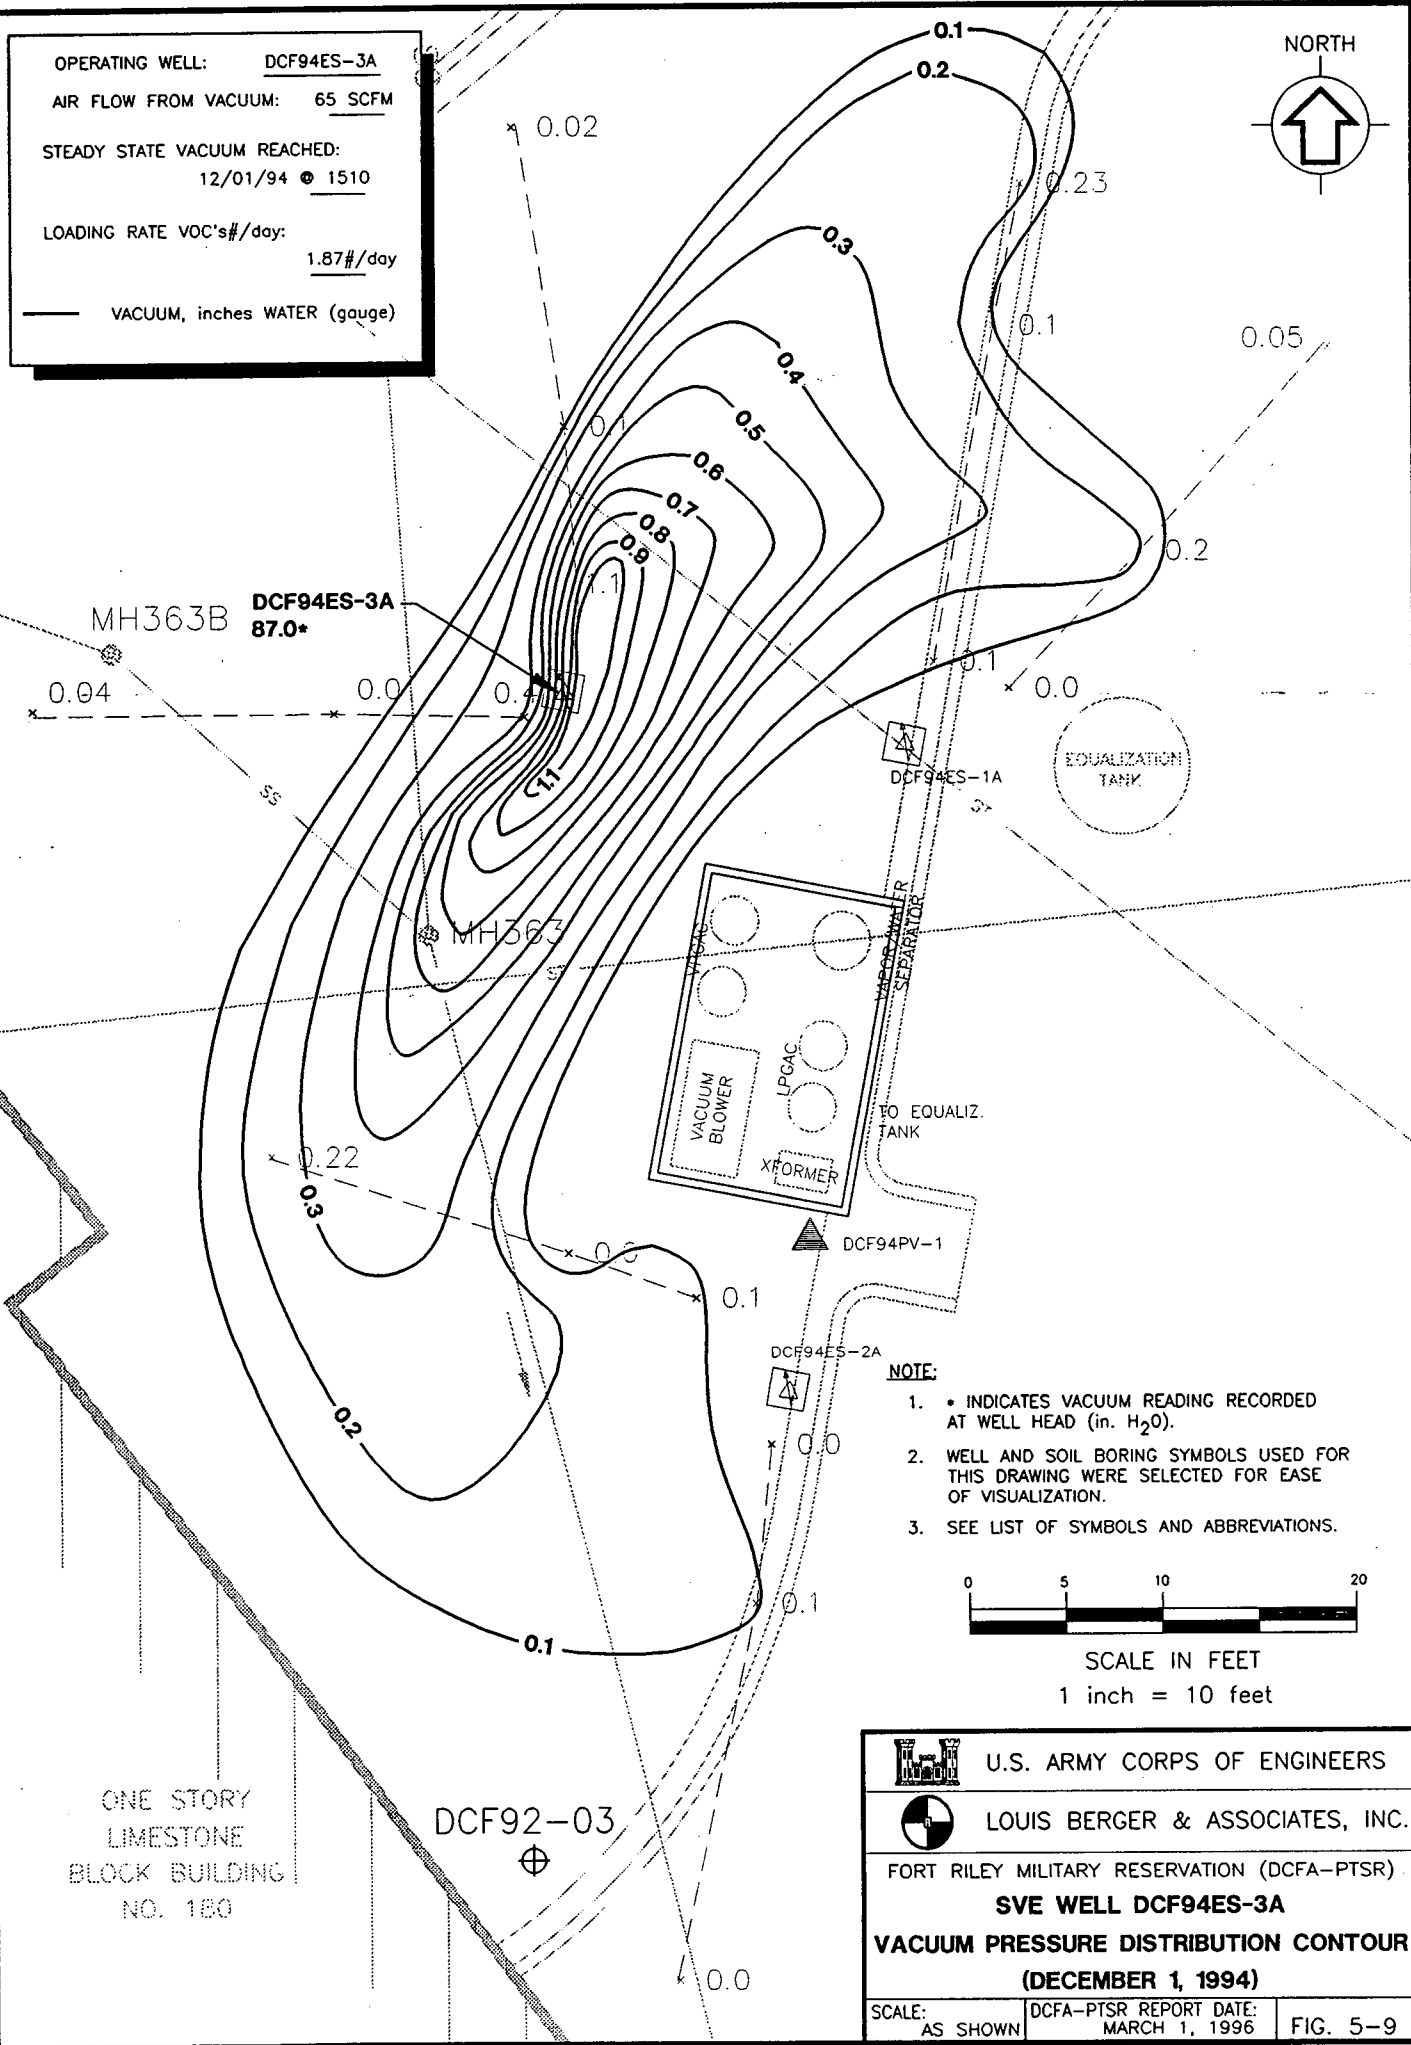 OPERATING WELL: DCF94ES-3A
AIR FLOW FROM VACUUM: 65 SCFM
STEADY STATE VACUUM REACHED:
12/01/94 @ 1510
LOADING RATE VOC's#/day:
1.87#/day
VACUUM, inches WATER (gauge)
NORTH
0.1
0.2
0.02
0.23
0.3
0.1
0.05
0.4
0.1
0.5
0.6
0.7
0.8
0.9
0.2
1.1
MH363B
DCF94ES-3A
87.0*
0.04
0.0
0.4
0.1
0.0
1.1
DCF94ES-1A
EQUALIZATION
TANK
SS
ST
MH363
ST
VPGAC
VAPOR/WATER
SEPARATOR
LPGAC
VACUUM
BLOWER
XFORMER
TO EQUALIZ.
TANK
0.22
0.3
0.0
0.1
DCF94PV-1
DCF94ES-2A
0.2
0.0
0.1
0.1
NOTE:
1. * INDICATES VACUUM READING RECORDED
AT WELL HEAD (in. H2O).
2. WELL AND SOIL BORING SYMBOLS USED FOR
THIS DRAWING WERE SELECTED FOR EASE
OF VISUALIZATION.
3. SEE LIST OF SYMBOLS AND ABBREVIATIONS.
0 5 10 20
SCALE IN FEET
1 inch = 10 feet
ONE STORY
LIMESTONE
BLOCK BUILDING
NO. 180
DCF92-03
0.0
U.S. ARMY CORPS OF ENGINEERS
LOUIS BERGER & ASSOCIATES, INC.
FORT RILEY MILITARY RESERVATION (DCFA-PTSR)
SVE WELL DCF94ES-3A
VACUUM PRESSURE DISTRIBUTION CONTOUR
(DECEMBER 1, 1994)
SCALE:
AS SHOWN
DCFA-PTSR REPORT DATE:
MARCH 1, 1996
FIG. 5-9